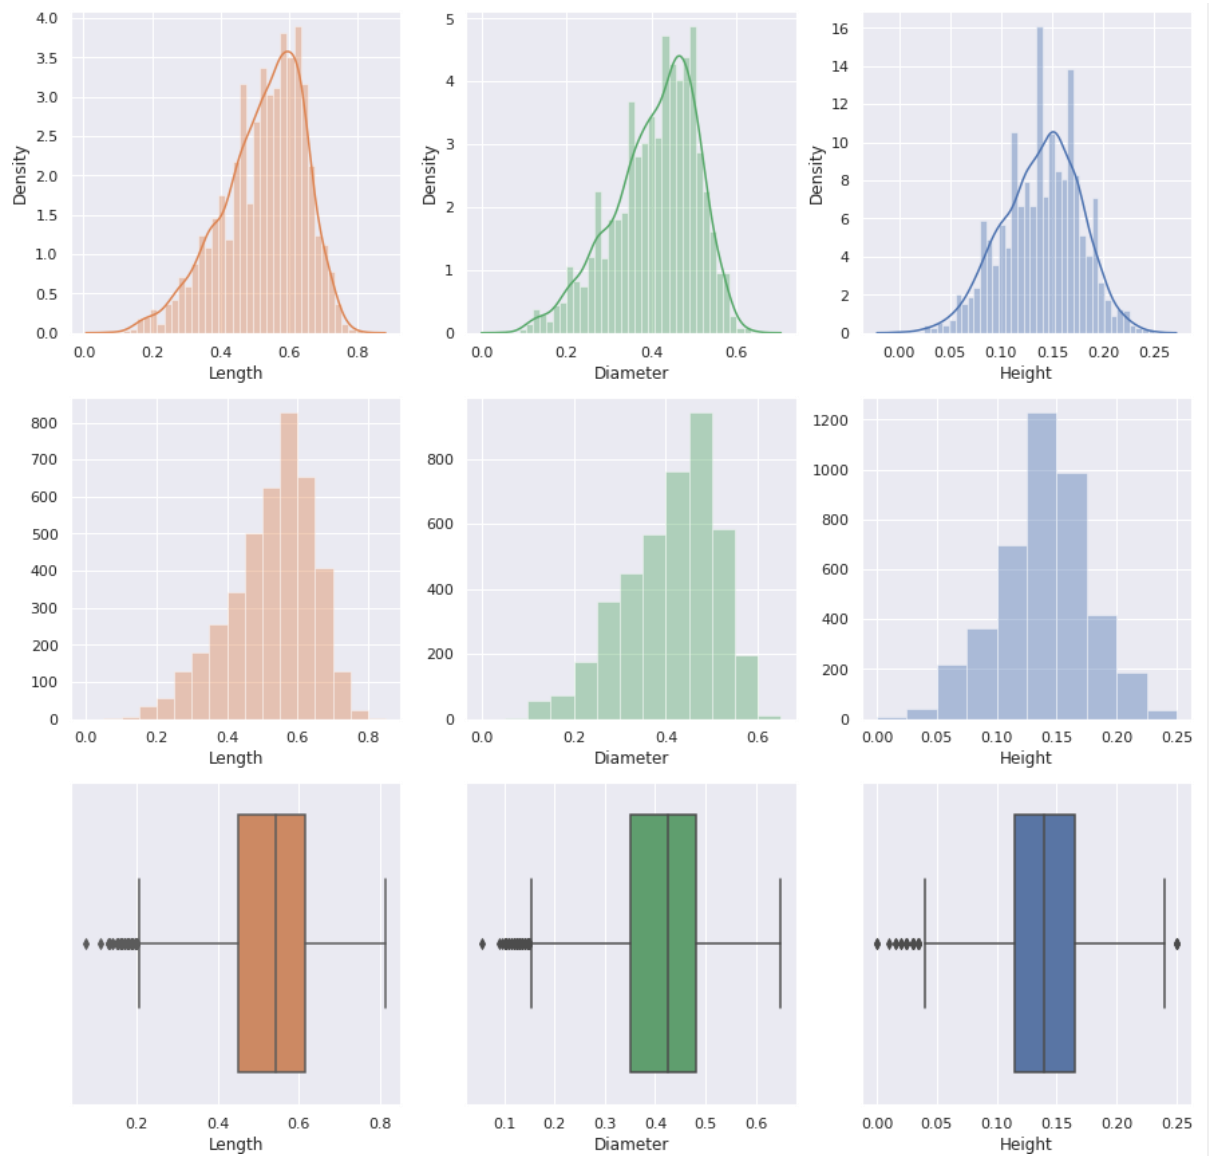 4.0
3.5
3.0
2.5
2.0
1.5
1.0
0.5
0.0
Density
0.0 0.2 0.4 0.6 0.8
Length
5
4
3
2
1
0
Density
0.0 0.2 0.4 0.6
Diameter
16
14
12
10
8
6
4
2
0
Density
0.00 0.05 0.10 0.15 0.20 0.25
Height
800
700
600
500
400
300
200
100
0
0.0 0.2 0.4 0.6 0.8
Length
800
600
400
200
0
0.0 0.2 0.4 0.6
Diameter
1200
1000
800
600
400
200
0
0.00 0.05 0.10 0.15 0.20 0.25
Height
0.2 0.4 0.6 0.8
Length
0.1 0.2 0.3 0.4 0.5 0.6
Diameter
0.00 0.05 0.10 0.15 0.20 0.25
Height